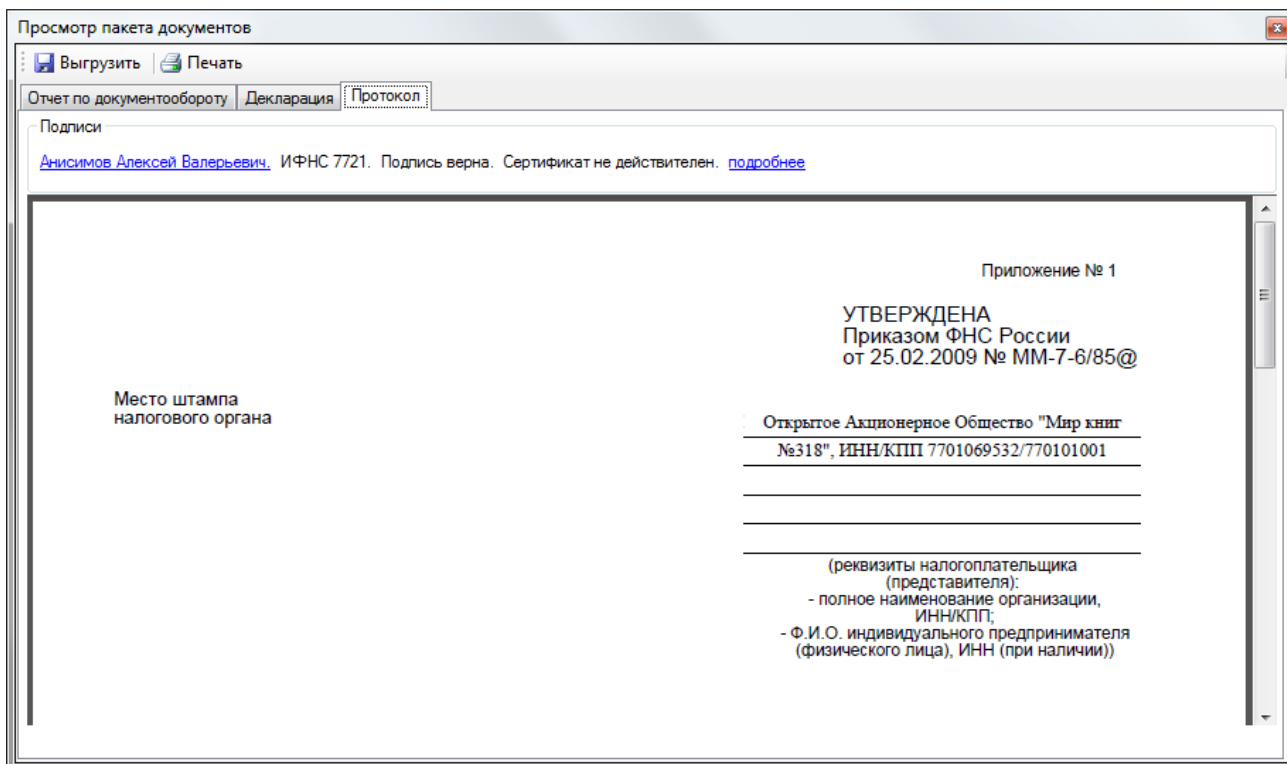 Просмотр пакета документов
Выгрузить Печать
Отчет по документообороту Декларация Протокол
Подписи
Анисимов Алексей Валерьевич. ИФНС 7721. Подпись верна. Сертификат не действителен. подробнее
Приложение № 1
УТВЕРЖДЕНА
Приказом ФНС России
от 25.02.2009 № ММ-7-6/85@
Место штампа
налогового органа
Открытое Акционерное Общество "Мир книг
№318", ИНН/КПП 7701069532/770101001
(реквизиты налогоплательщика
(представителя):
- полное наименование организации,
ИНН/КПП;
- Ф.И.О. индивидуального предпринимателя
(физического лица), ИНН (при наличии))